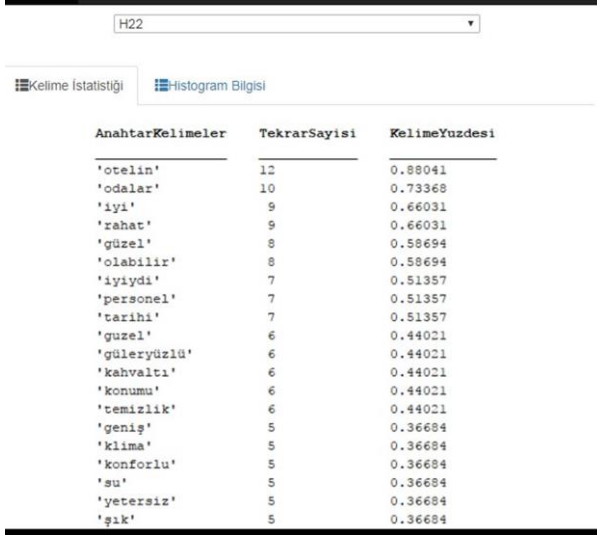 H22
Kelime İstatistiği Histogram Bilgisi
AnahtarKelimeler TekrarSayisi KelimeYuzdesi
'otelin' 12 0.88041
'odalar' 10 0.73368
'iyi' 9 0.66031
'rahat' 9 0.66031
'güzel' 8 0.58694
'olabilir' 8 0.58694
'iyiydi' 7 0.51357
'personel' 7 0.51357
'tarihi' 7 0.51357
'guzel' 6 0.44021
'güleryüzlü' 6 0.44021
'kahvaltı' 6 0.44021
'konumu' 6 0.44021
'temizlik' 6 0.44021
'geniş' 5 0.36684
'klima' 5 0.36684
'konforlu' 5 0.36684
'su' 5 0.36684
'yetersiz' 5 0.36684
'şık' 5 0.36684